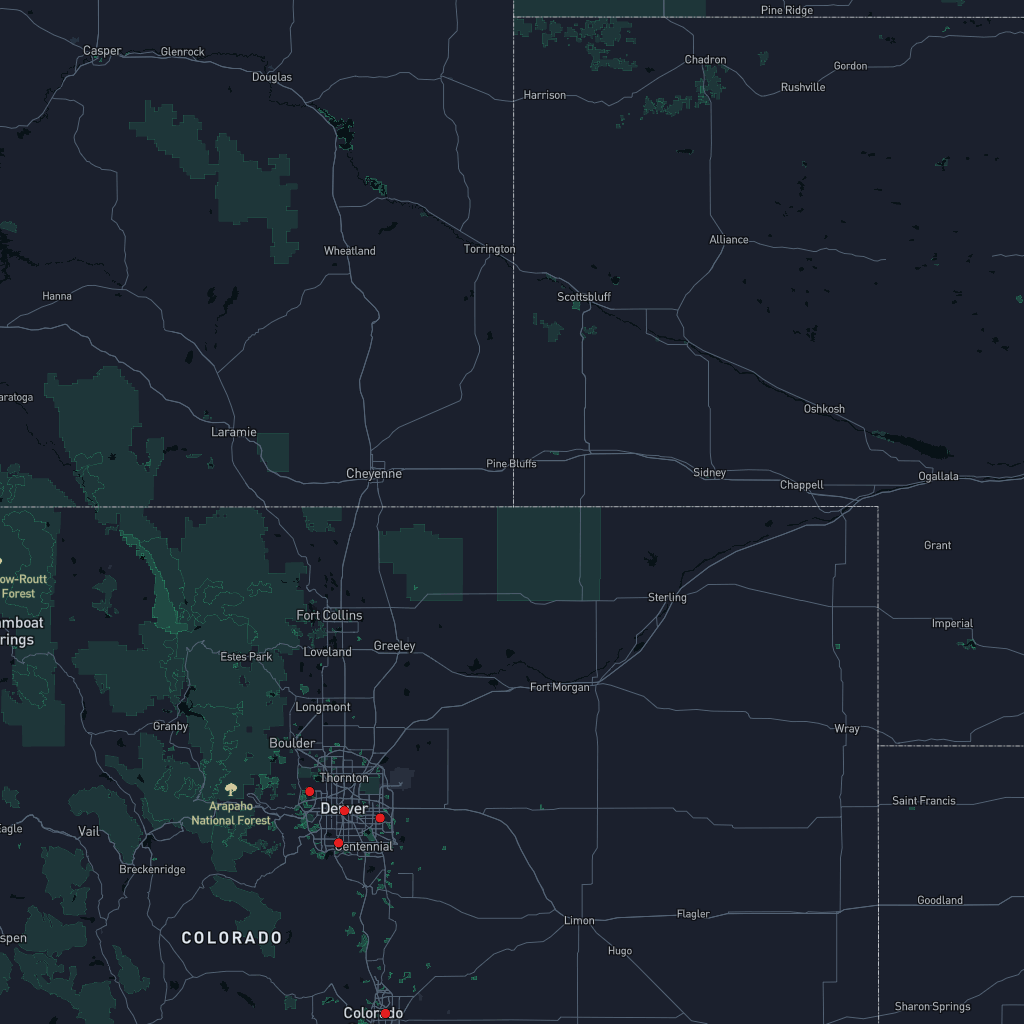 Pine Ridge
Casper
Glenrock
Chadron
Gordon
Douglas
Rushville
Harrison
Alliance
Wheatland
Torrington
Hanna
Scottsbluff
aratoga
Oshkosh
Laramie
Pine Bluffs
Cheyenne
Sidney
Chappell
Ogallala
Grant
ow-Routt
Forest
Sterling
Fort Collins
Imperial
amboat
rings
Loveland
Greeley
Estes Park
Fort Morgan
Longmont
Granby
Wray
Boulder
Thornton
Saint Francis
Arapaho
National Forest
Denver
Eagle
Vail
Centennial
Breckenridge
Goodland
Flagler
Limon
COLORADO
spen
Hugo
Sharon Springs
Colorado